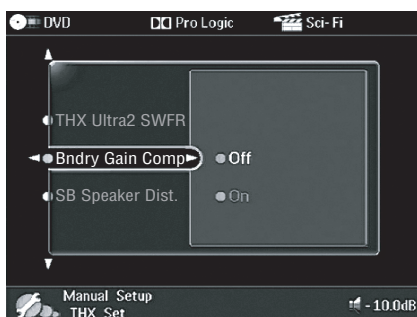 DVD
Pro Logic
Sci-Fi
THX Ultra2 SWFR
Bndry Gain Comp
Off
SB Speaker Dist.
On
Manual Setup
THX Set
-10.0dB